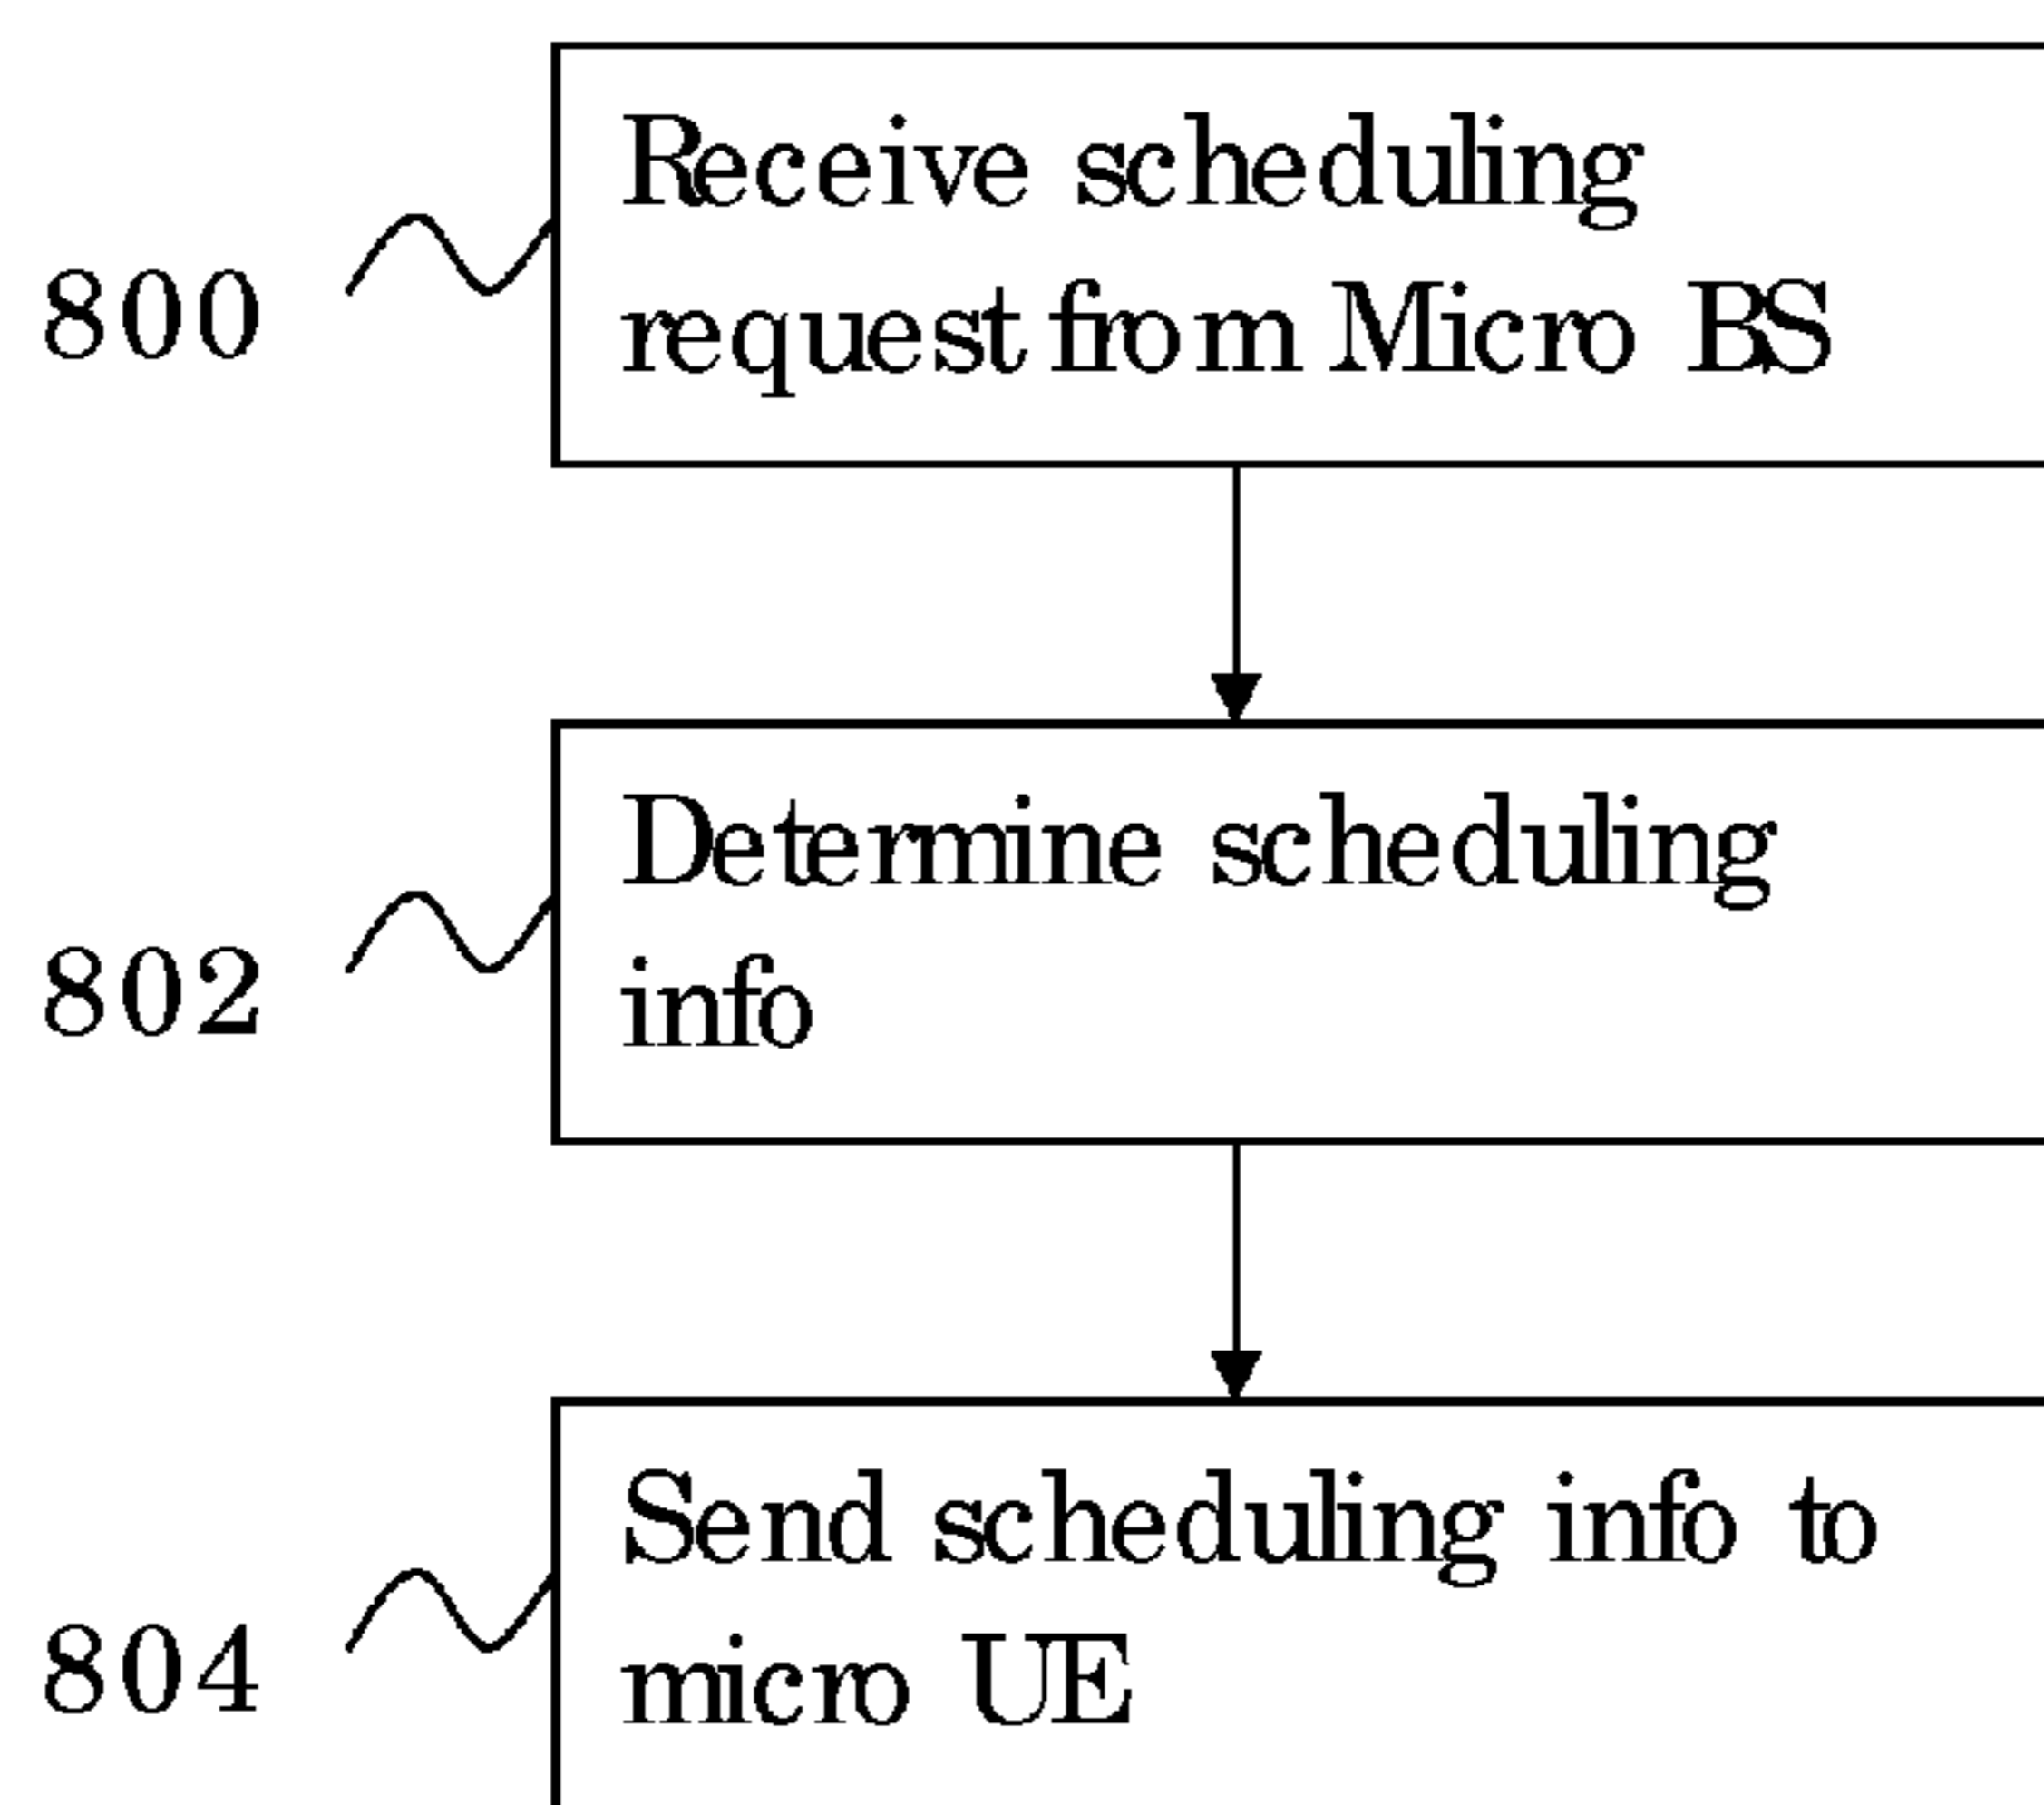 Receive scheduling
800
request from Micro BS
Determine scheduling
802
info
Send scheduling info to
804
micro UE